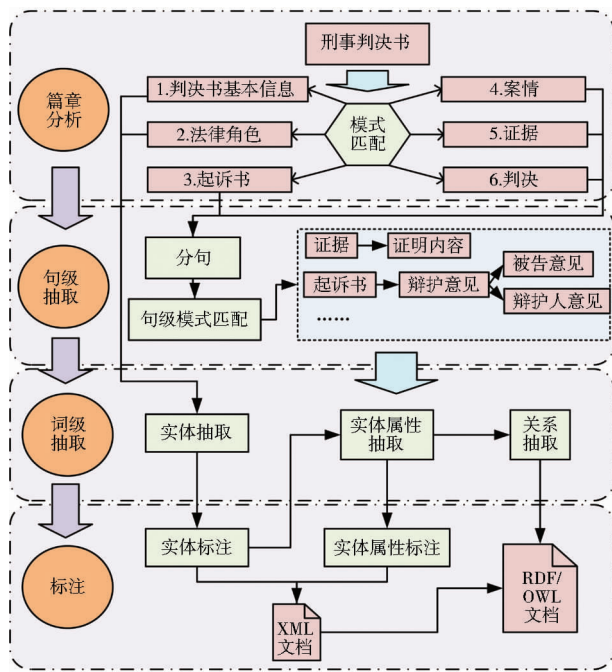 刑事判决书
篇章
分析
1.判决书基本信息
4.案情
模式
匹配
2.法律角色
5.证据
3.起诉书
6.判决
句级
抽取
分句
句级模式匹配
证据
证明内容
起诉书
辩护意见
被告意见
辩护人意见
……
词级
抽取
实体抽取
实体属性
抽取
关系
抽取
标注
实体标注
实体属性标注
XML
文档
RDF/
OWL
文档